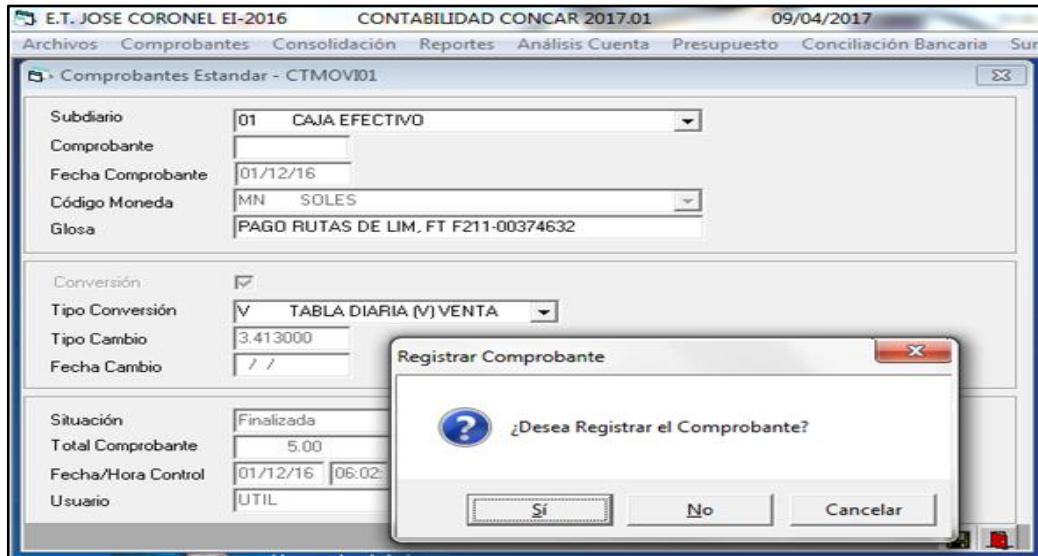 E.T. JOSE CORONEL EI-2016 CONTABILIDAD CONCAR 2017.01 09/04/2017
Archivos Comprobantes Consolidación Reportes Análisis Cuenta Presupuesto Conciliación Bancaria Sur
Comprobantes Estandar - CTMOVI01
Subdiario 01 CAJA EFECTIVO
Comprobante
Fecha Comprobante 01/12/16
Código Moneda MN SOLES
Glosa PAGO RUTAS DE LIM, FT F211-00374632
Conversión
Tipo Conversión V TABLA DIARIA (V) VENTA
Tipo Cambio 3.413000
Fecha Cambio / /
Registrar Comprobante
¿Desea Registrar el Comprobante?
Sí No Cancelar
Situación Finalizada
Total Comprobante 5.00
Fecha/Hora Control 01/12/16 06:02:
Usuario UTIL